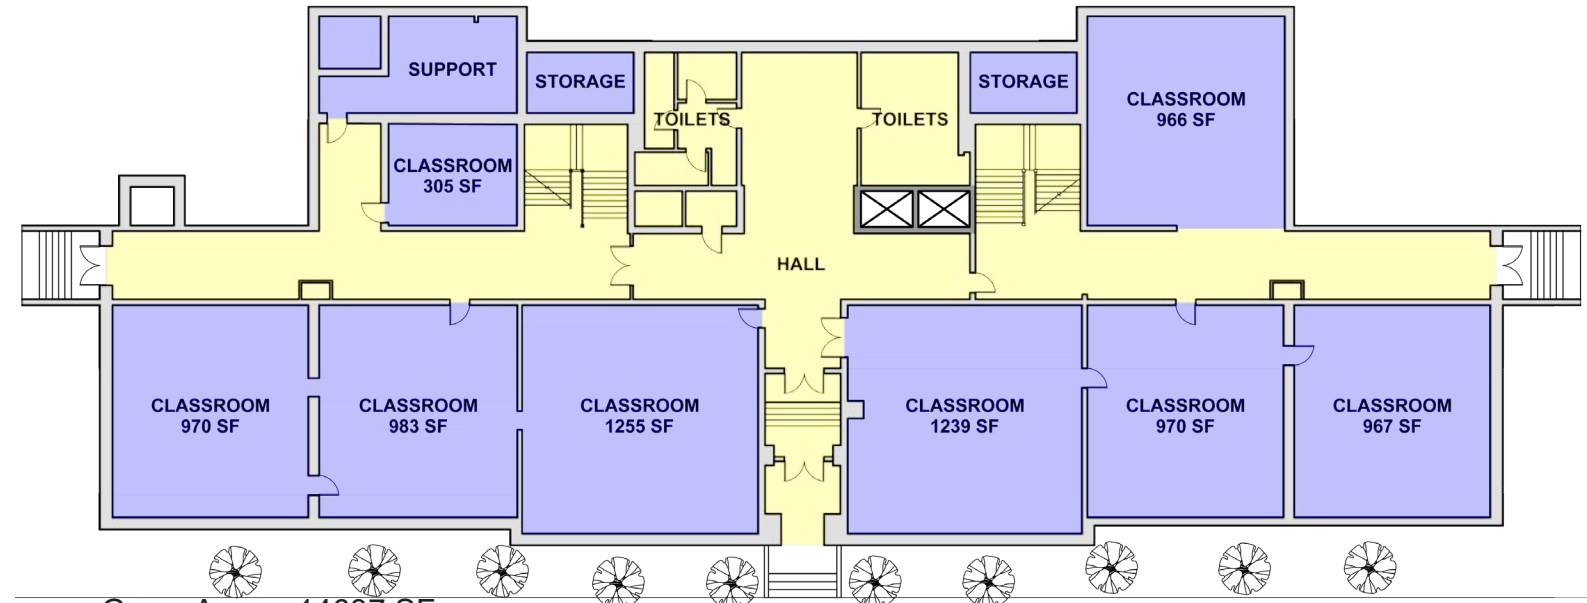 SUPPORT
STORAGE
TOILETS
TOILETS
STORAGE
CLASSROOM
966 SF
CLASSROOM
305 SF
HALL
CLASSROOM
970 SF
CLASSROOM
983 SF
CLASSROOM
1255 SF
CLASSROOM
1239 SF
CLASSROOM
970 SF
CLASSROOM
967 SF